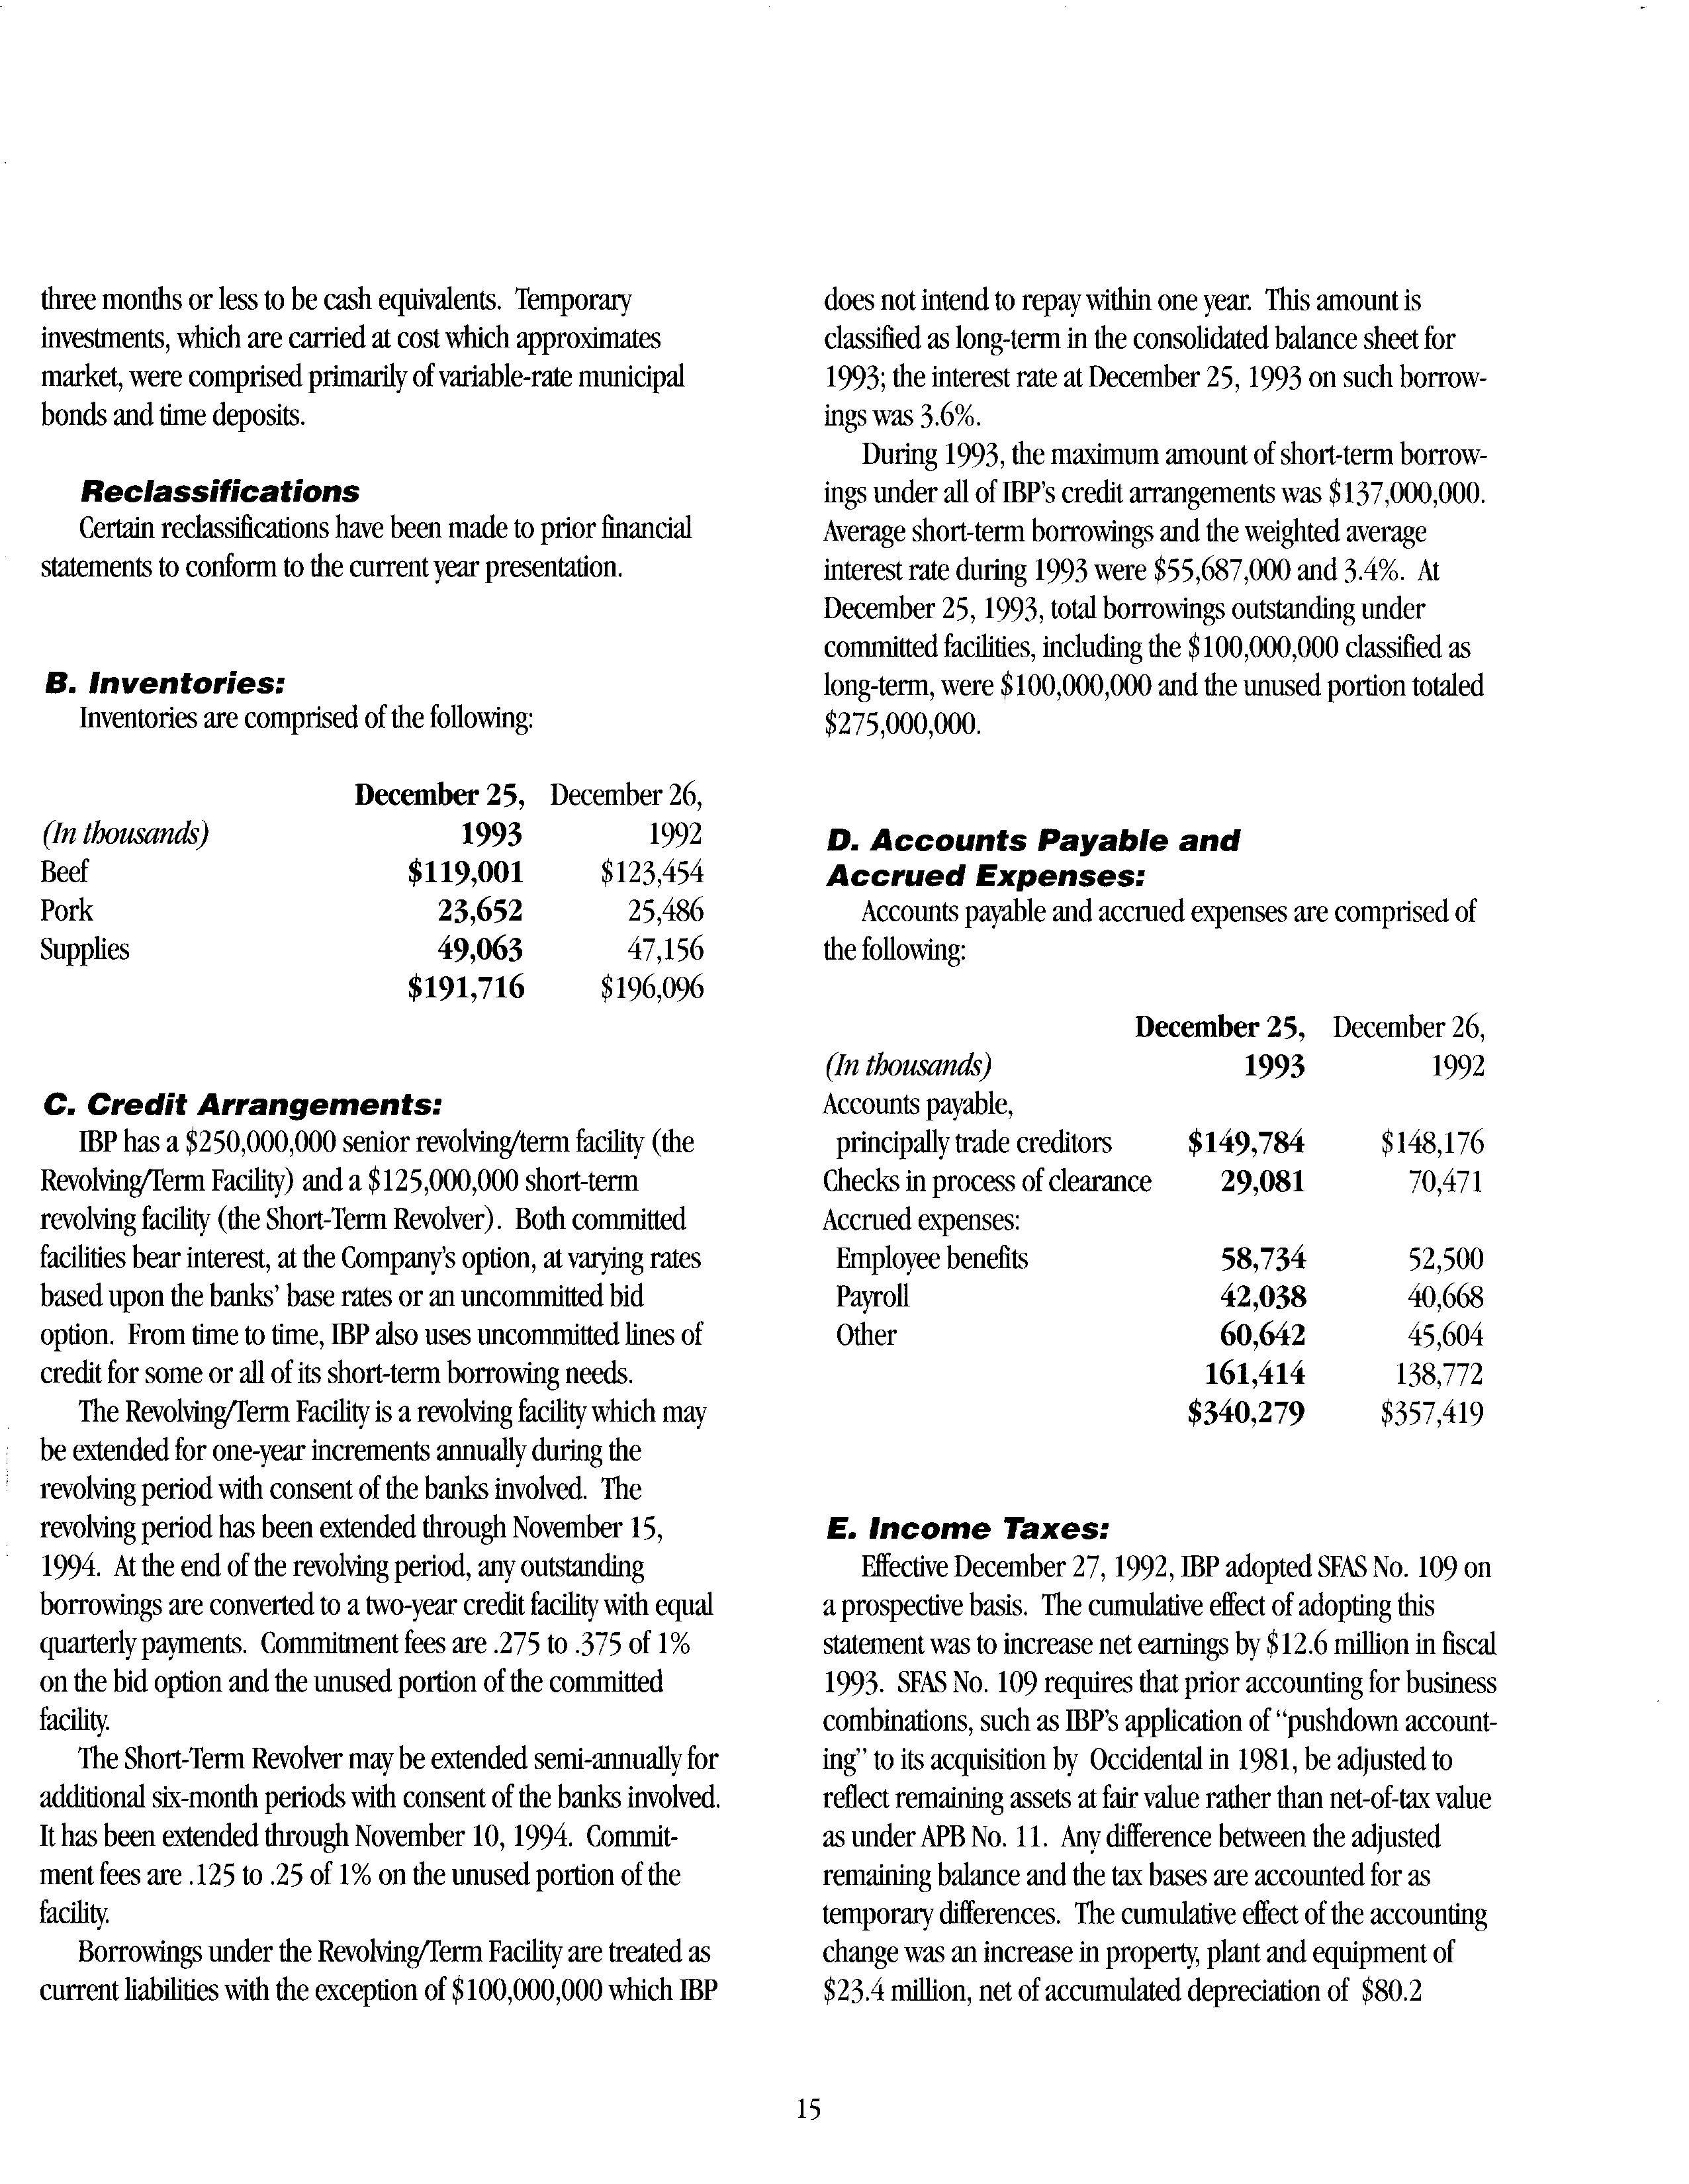 three months or less to be cash equivalents. Temporary
investments, which are carried at cost which approximates
market, were comprised primarily of variable-rate municipal
bonds and time deposits.
Reclassifications
Certain reclassifications have been made to prior financial
statements to conform to the current year presentation.
B. Inventories:
Inventories are comprised of the following:
December 25, December 26,
(In thousands) 1993 1992
Beef $119,001 $123,454
Pork 23,652 25,486
Supplies 49,063 47,156
$191,716 $196,096
C. Credit Arrangements:
IBP has a $250,000,000 senior revolving/term facility (the
Revolving/Term Facility) and a $125,000,000 short-term
revolving facility (the Short-Term Revolver). Both committed
facilities bear interest, at the Company's option, at varying rates
based upon the banks' base rates or an uncommitted bid
option. From time to time, IBP also uses uncommitted lines of
credit for some or all of its short-term borrowing needs.
The Revolving/Term Facility is a revolving facility which may
be extended for one-year increments annually during the
revolving period with consent of the banks involved. The
revolving period has been extended through November 15,
1994. At the end of the revolving period, any outstanding
borrowings are converted to a two-year credit facility with equal
quarterly payments. Commitment fees are .275 to .375 of 1%
on the bid option and the unused portion of the committed
facility.
The Short-Term Revolver may be extended semi-annually for
additional six-month periods with consent of the banks involved.
It has been extended through November 10, 1994. Commit-
ment fees are .125 to .25 of 1% on the unused portion of the
facility.
Borrowings under the Revolving/Term Facility are treated as
current liabilities with the exception of $100,000,000 which IBP
does not intend to repay within one year. This amount is
classified as long-term in the consolidated balance sheet for
1993; the interest rate at December 25, 1993 on such borrow-
ings was 3.6%.
During 1993, the maximum amount of short-term borrow-
ings under all of IBP's credit arrangements was $137,000,000.
Average short-term borrowings and the weighted average
interest rate during 1993 were $55,687,000 and 3.4%. At
December 25, 1993, total borrowings outstanding under
committed facilities, including the $100,000,000 classified as
long-term, were $100,000,000 and the unused portion totaled
$275,000,000.
D. Accounts Payable and
Accrued Expenses:
Accounts payable and accrued expenses are comprised of
the following:
December 25, December 26,
(In thousands) 1993 1992
Accounts payable,
principally trade creditors $149,784 $148,176
Checks in process of clearance 29,081 70,471
Accrued expenses:
Employee benefits 58,734 52,500
Payroll 42,038 40,668
Other 60,642 45,604
161,414 138,772
$340,279 $357,419
E. Income Taxes:
Effective December 27, 1992, IBP adopted SFAS No. 109 on
a prospective basis. The cumulative effect of adopting this
statement was to increase net earnings by $12.6 million in fiscal
1993. SFAS No. 109 requires that prior accounting for business
combinations, such as IBP's application of "pushdown account-
ing" to its acquisition by Occidental in 1981, be adjusted to
reflect remaining assets at fair value rather than net-of-tax value
as under APB No. 11. Any difference between the adjusted
remaining balance and the tax bases are accounted for as
temporary differences. The cumulative effect of the accounting
change was an increase in property, plant and equipment of
$23.4 million, net of accumulated depreciation of $80.2
15